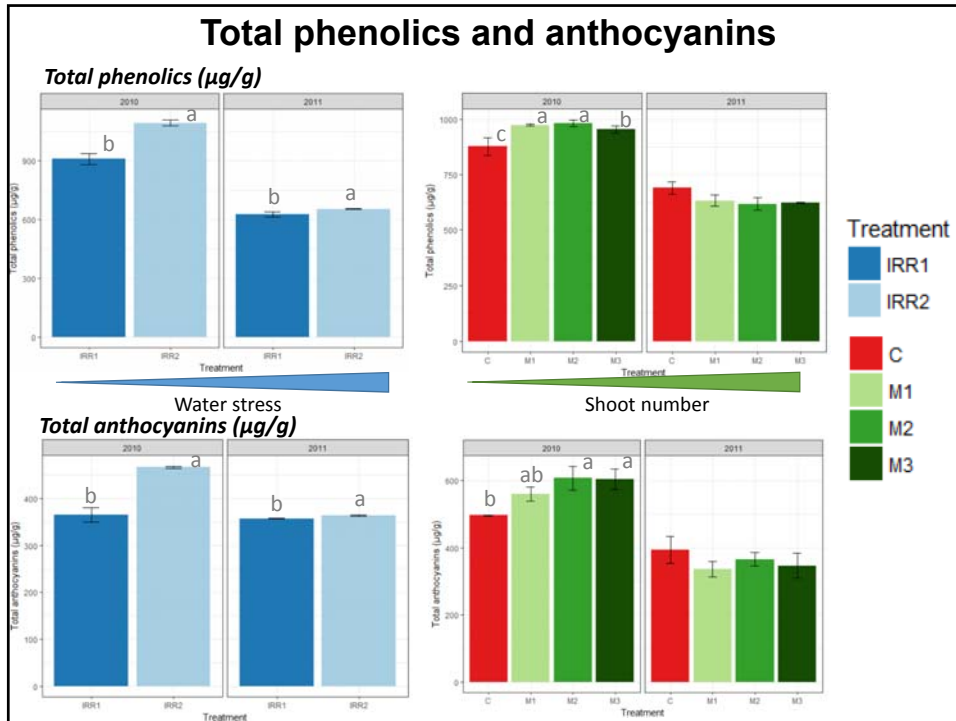 Total phenolics and anthocyanins
Total phenolics (µg/g)
2010
2011
Total phenolics (µg/g)
900
600
300
0
b
a
b
a
IRR1
IRR2
IRR1
IRR2
Treatment
Water stress
2010
2011
Total phenolics (µg/g)
1000
750
500
250
0
c
a
a
b
C
M1
M2
M3
C
M1
M2
M3
Treatment
Shoot number
Treatment
IRR1
IRR2
C
M1
M2
M3
Total anthocyanins (µg/g)
2010
2011
Total anthocyanins (µg/g)
400
300
200
100
0
b
a
b
a
IRR1
IRR2
IRR1
IRR2
Treatment
2010
2011
Total anthocyanins (µg/g)
600
400
200
0
b
ab
a
a
C
M1
M2
M3
C
M1
M2
M3
Treatment